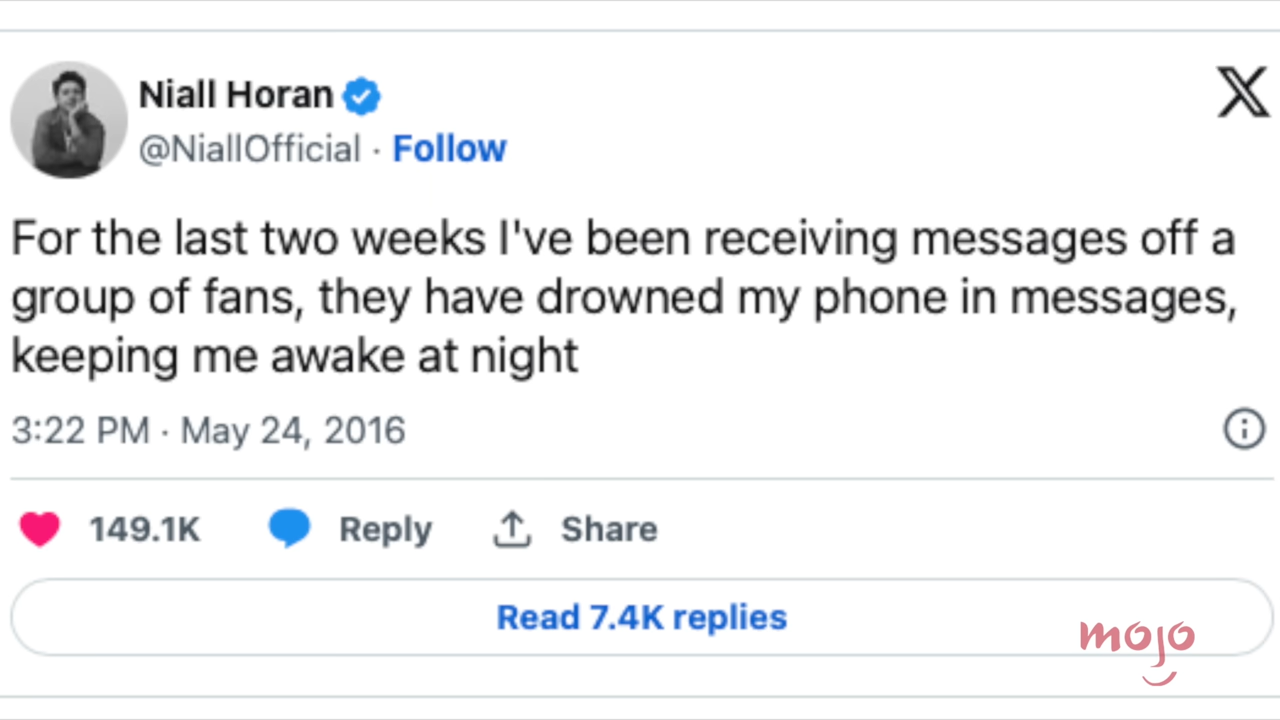 Niall Horan
@NiallOfficial · Follow
For the last two weeks I've been receiving messages off a
group of fans, they have drowned my phone in messages,
keeping me awake at night
3:22 PM · May 24, 2016
149.1K Reply Share
Read 7.4K replies
mojo